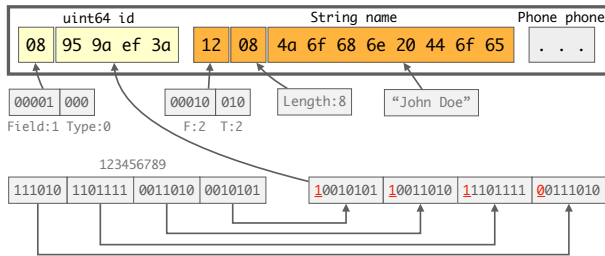 uint64 id String name Phone phone
08 95 9a ef 3a 12 08 4a 6f 68 6e 20 44 6f 65 . . .
00001 000 00010 010 Length:8 “John Doe”
Field:1 Type:0 F:2 T:2
123456789
111010 1101111 0011010 0010101 10010101 10011010 11101111 00111010